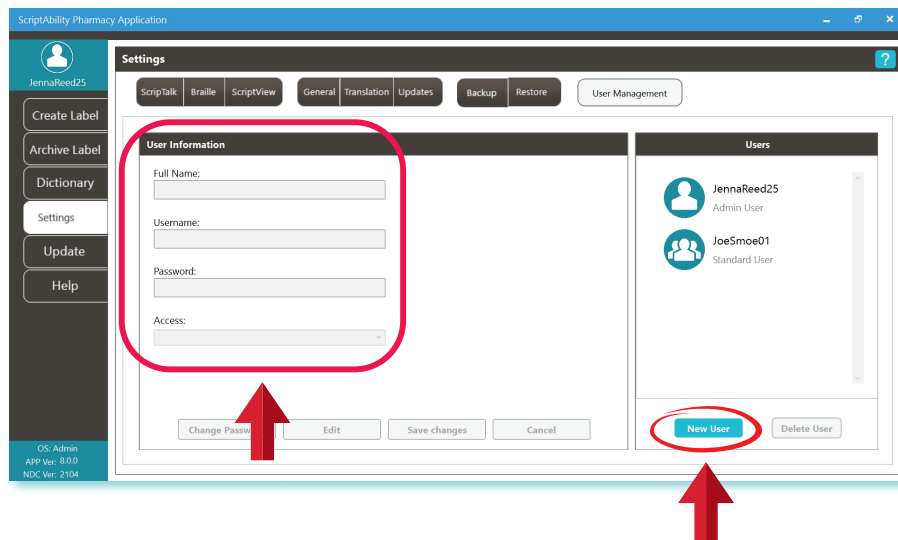 ScriptAbility Pharmacy Application
JennaReed25
Create Label
Archive Label
Dictionary
Settings
Update
Help
OS: Admin
APP Ver: 8.0.0
NDC Ver: 2104
Settings
?
ScripTalk Braille ScriptView General Translation Updates Backup Restore User Management
User Information
Full Name:
Username:
Password:
Access:
Change Passw Edit Save changes Cancel
Users
JennaReed25
Admin User
JoeSmoe01
Standard User
New User Delete User